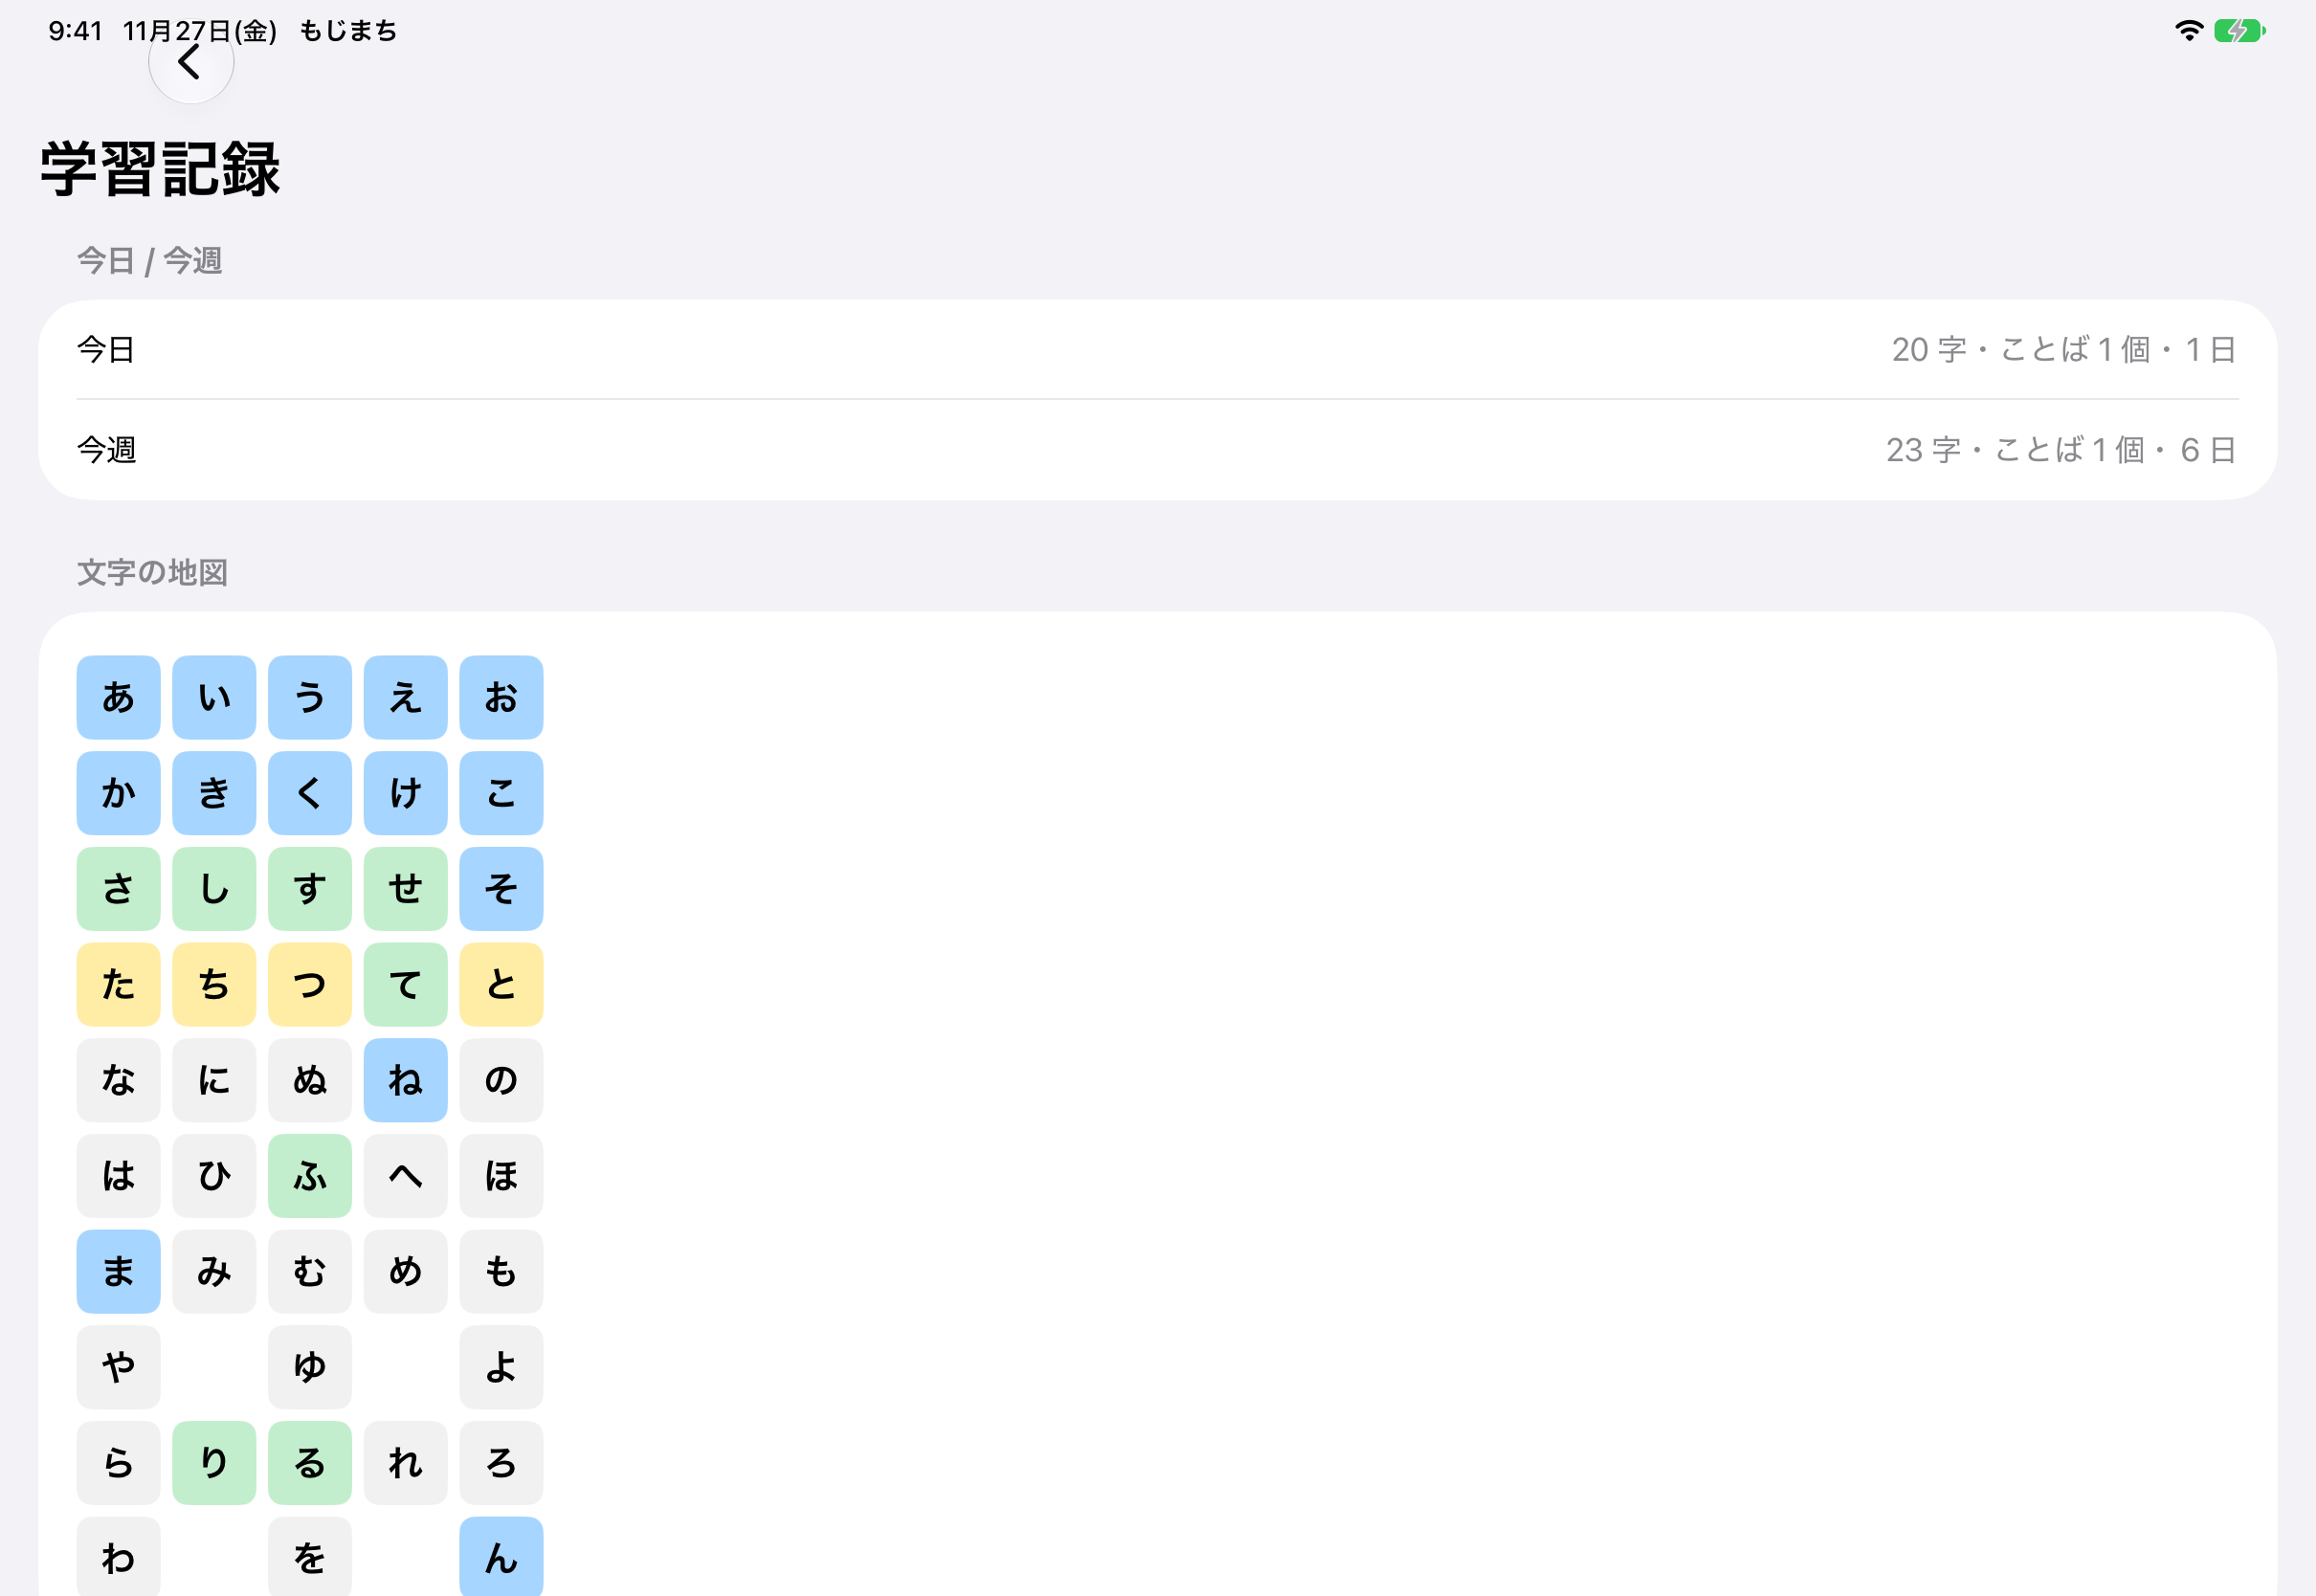 9:41 11月27日(金) もじまち
学習記録
今日 / 今週
今日 20 字・ことば 1 個・1 日
今週 23 字・ことば 1 個・6 日
文字の地図
あ い う え お
か き く け こ
さ し す せ そ
た ち つ て と
な に ぬ ね の
は ひ ふ へ ほ
ま み む め も
や ゆ よ
ら り る れ ろ
わ を ん